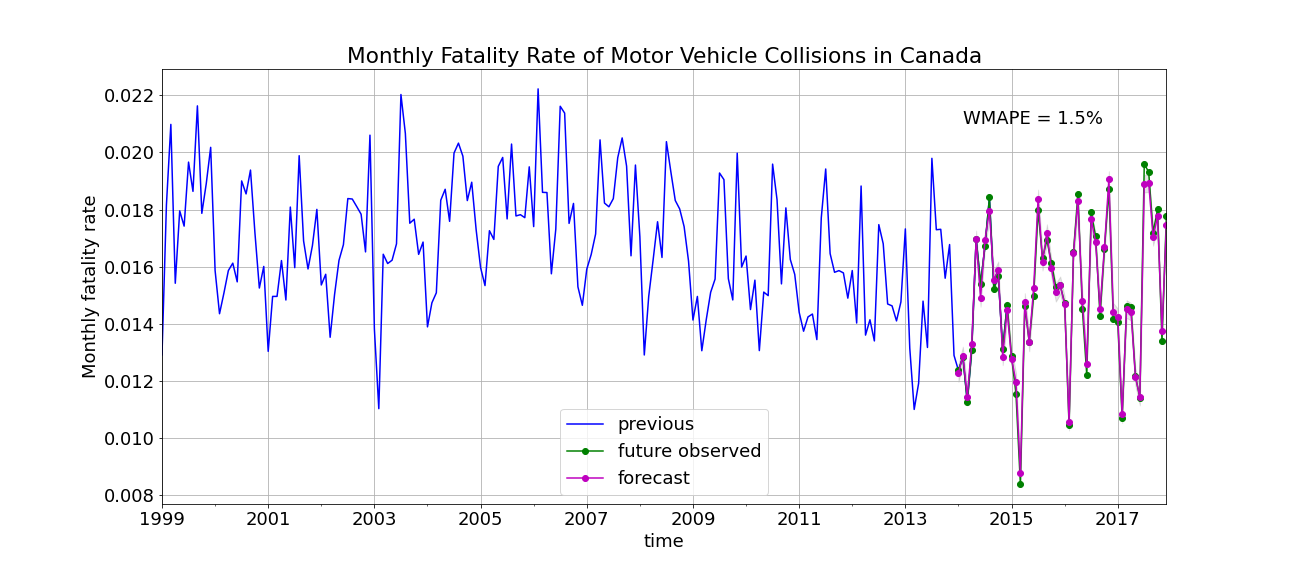 Monthly Fatality Rate of Motor Vehicle Collisions in Canada
0.022
WMAPE = 1.5%
0.020
0.018
0.016
0.014
0.012
0.010
0.008
Monthly fatality rate
previous
future observed
forecast
1999 2001 2003 2005 2007 2009 2011 2013 2015 2017
time